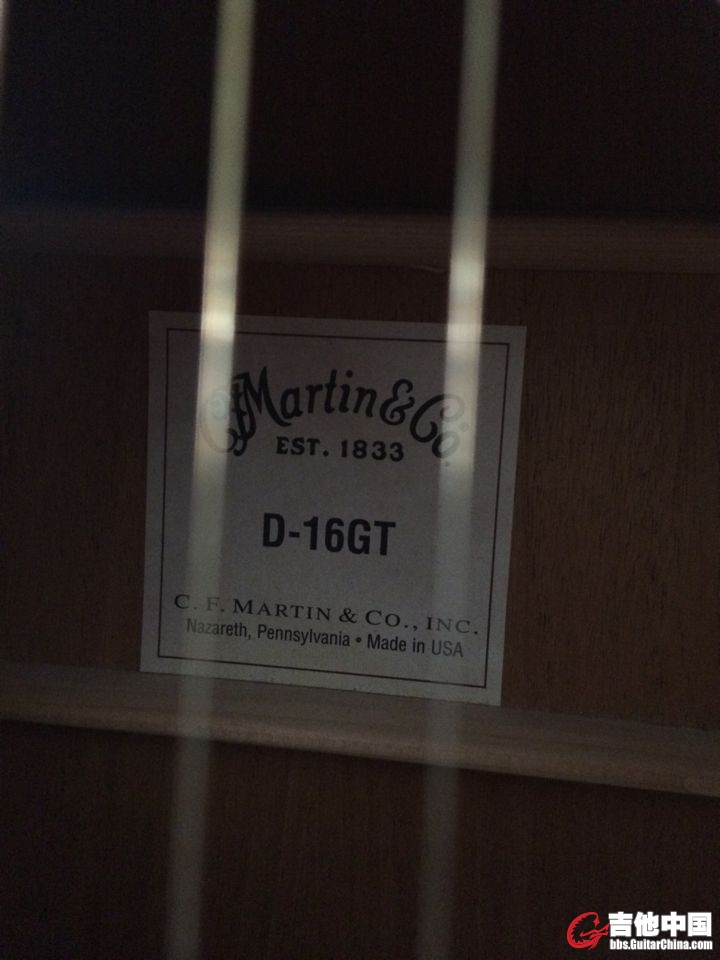 C.F. Martin & Co.
EST. 1833
D-16GT
C. F. MARTIN & CO., INC.
Nazareth, Pennsylvania • Made in USA
吉他中国
bbs.GuitarChina.com